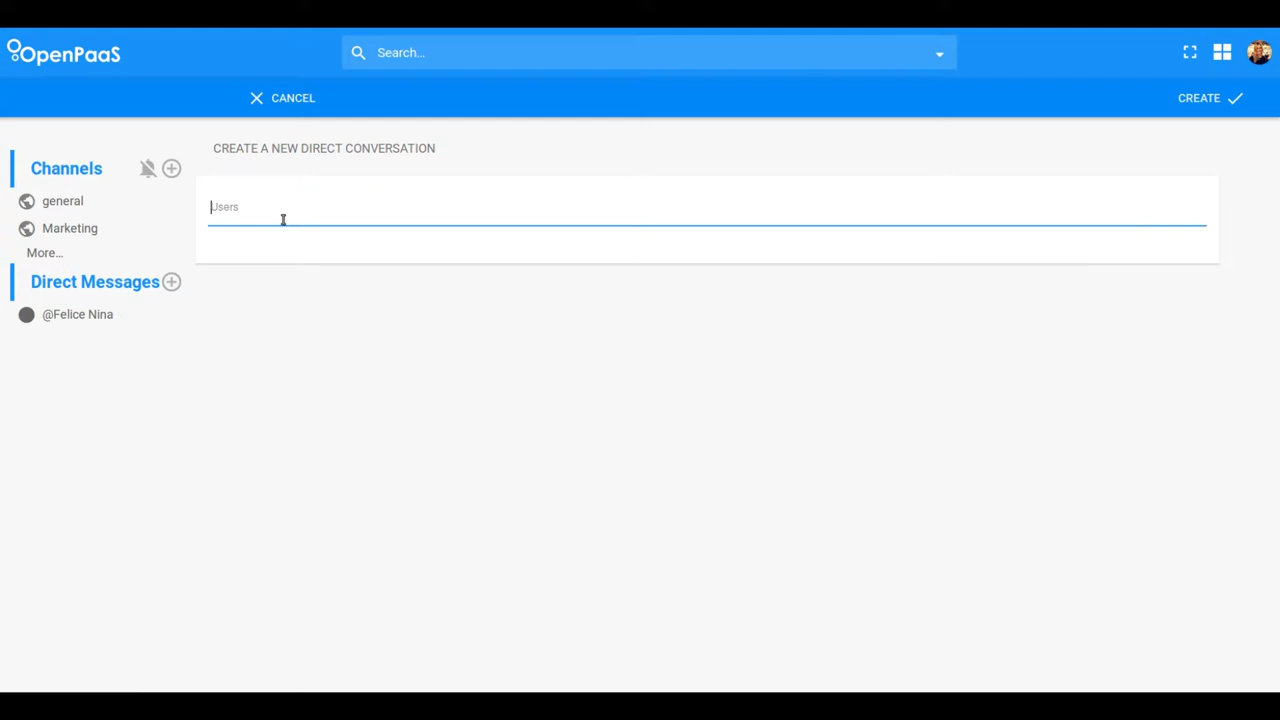 OpenPaaS
Search...
CANCEL
CREATE
Channels
general
Marketing
More...
Direct Messages
@Felice Nina
CREATE A NEW DIRECT CONVERSATION
Users